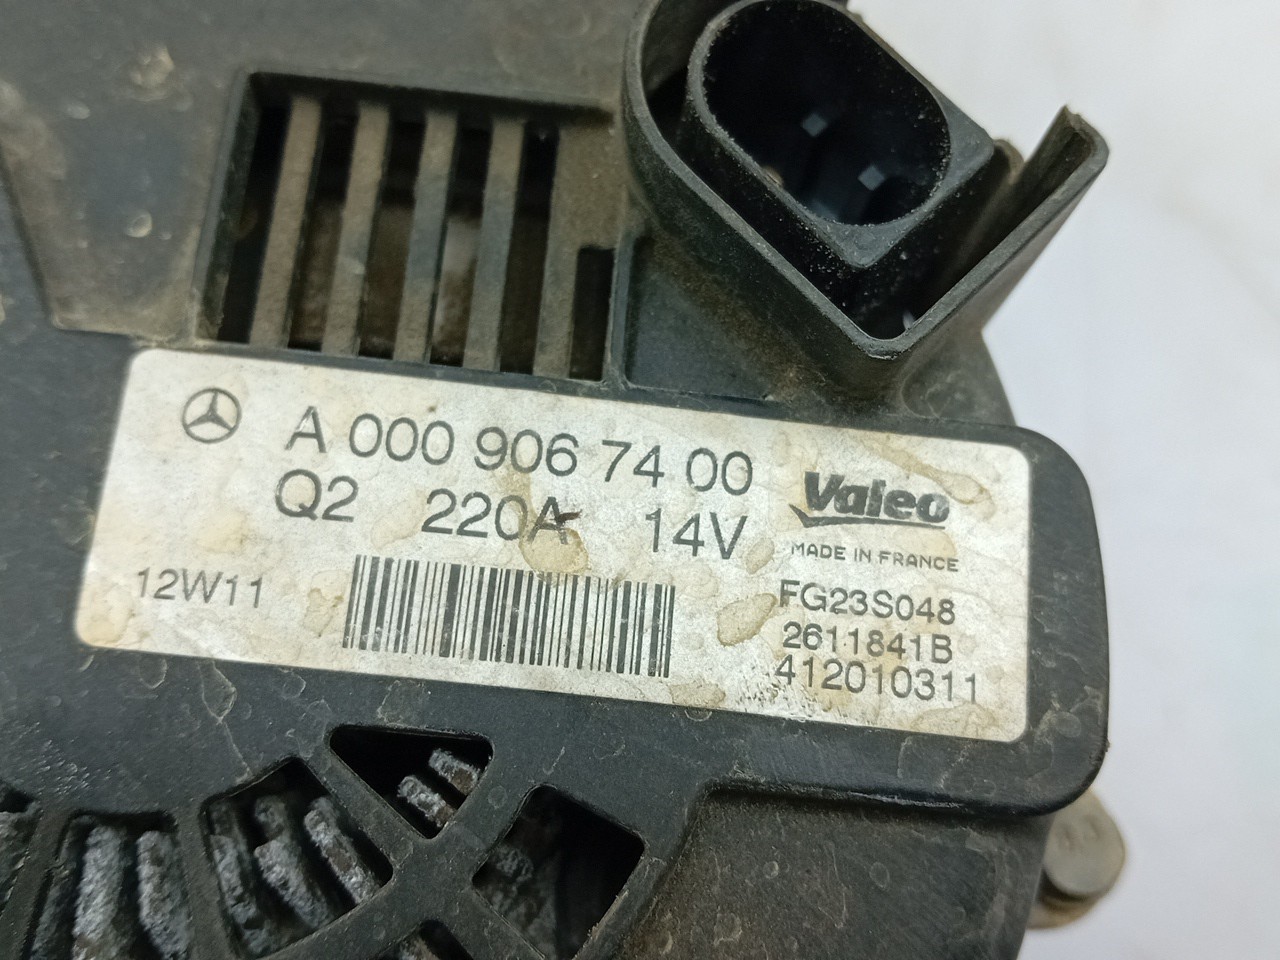 A 000 906 74 00
Q2 220A 14V
12W11
Valeo
MADE IN FRANCE
FG23S048
2611841B
412010311